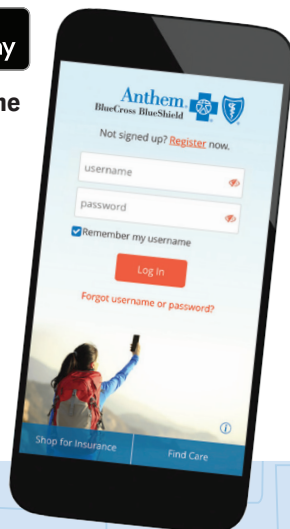 ay
ne
Anthem
BlueCross BlueShield
Not signed up? Register now.
username
password
Remember my username
Log In
Forgot username or password?
Shop for Insurance
Find Care